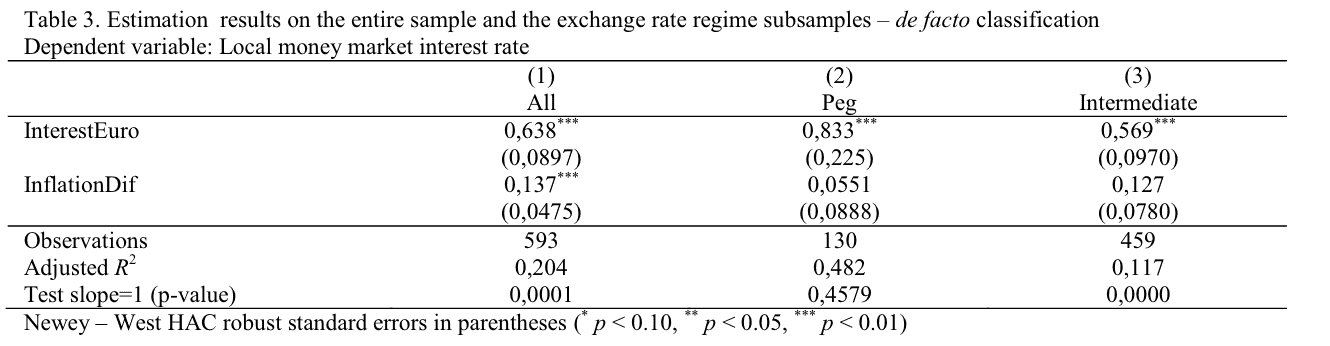 Table 3. Estimation results on the entire sample and the exchange rate regime subsamples – de facto classification
Dependent variable: Local money market interest rate
(1) (2) (3)
All Peg Intermediate
InterestEuro 0,638*** 0,833*** 0,569***
(0,0897) (0,225) (0,0970)
InflationDif 0,137*** 0,0551 0,127
(0,0475) (0,0888) (0,0780)
Observations 593 130 459
Adjusted R2 0,204 0,482 0,117
Test slope=1 (p-value) 0,0001 0,4579 0,0000
Newey – West HAC robust standard errors in parentheses (* p < 0.10, ** p < 0.05, *** p < 0.01)